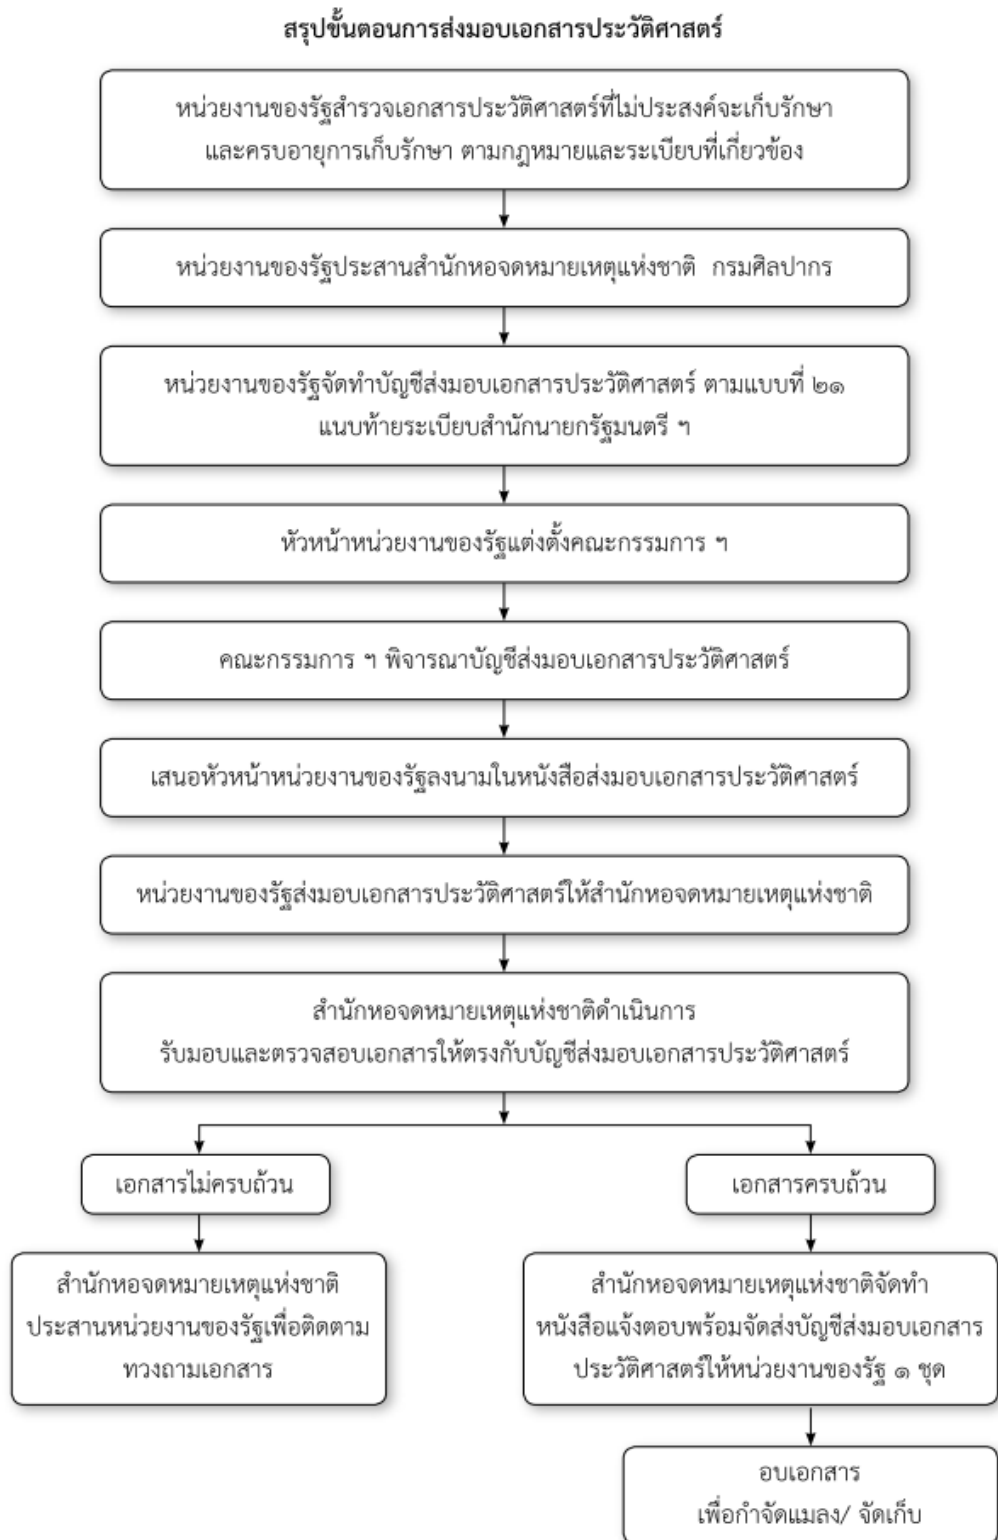 สรุปขั้นตอนการส่งมอบเอกสารประวัติศาสตร์
หน่วยงานของรัฐสำรวจเอกสารประวัติศาสตร์ที่ไม่ประสงค์จะเก็บรักษา
และครบอายุการเก็บรักษา ตามกฎหมายและระเบียบที่เกี่ยวข้อง
หน่วยงานของรัฐประสานสำนักหอจดหมายเหตุแห่งชาติ กรมศิลปากร
หน่วยงานของรัฐจัดทำบัญชีส่งมอบเอกสารประวัติศาสตร์ ตามแบบที่ ๒๑
แนบท้ายระเบียบสำนักนายกรัฐมนตรี ฯ
หัวหน้าหน่วยงานของรัฐแต่งตั้งคณะกรรมการ ฯ
คณะกรรมการ ฯ พิจารณาบัญชีส่งมอบเอกสารประวัติศาสตร์
เสนอหัวหน้าหน่วยงานของรัฐลงนามในหนังสือส่งมอบเอกสารประวัติศาสตร์
หน่วยงานของรัฐส่งมอบเอกสารประวัติศาสตร์ให้สำนักหอจดหมายเหตุแห่งชาติ
สำนักหอจดหมายเหตุแห่งชาติดำเนินการ
รับมอบและตรวจสอบเอกสารให้ตรงกับบัญชีส่งมอบเอกสารประวัติศาสตร์
เอกสารไม่ครบถ้วน
สำนักหอจดหมายเหตุแห่งชาติ
ประสานหน่วยงานของรัฐเพื่อติดตาม
ทวงถามเอกสาร
เอกสารครบถ้วน
สำนักหอจดหมายเหตุแห่งชาติจัดทำ
หนังสือแจ้งตอบพร้อมจัดส่งบัญชีส่งมอบเอกสาร
ประวัติศาสตร์ให้หน่วยงานของรัฐ ๑ ชุด
อบเอกสาร
เพื่อกำจัดแมลง/ จัดเก็บ